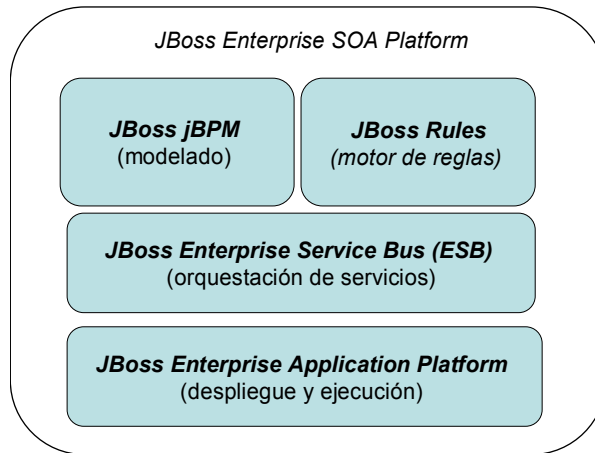 JBoss Enterprise SOA Platform
JBoss jBPM
(modelado)
JBoss Rules
(motor de reglas)
JBoss Enterprise Service Bus (ESB)
(orquestación de servicios)
JBoss Enterprise Application Platform
(despliegue y ejecución)